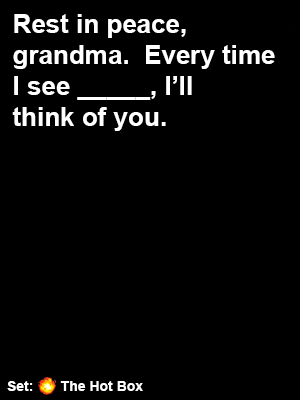 Rest in peace,
grandma.  Every time
I see _____, I’ll
think of you.
Set: The Hot Box